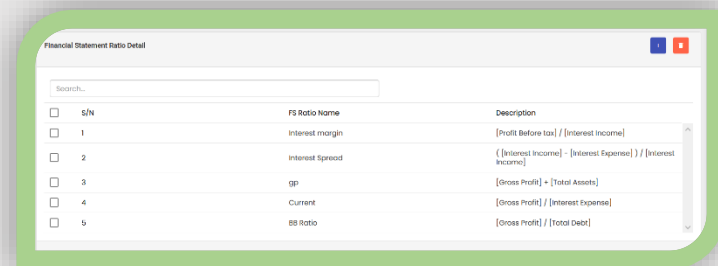 Financial Statement Ratio Detail
Search...
S/N FS Ratio Name Description
1 Interest margin [Profit Before tax] / [Interest Income]
2 Interest Spread ( [Interest Income] - [Interest Expense] ) / [Interest
Income]
3 gp [Gross Profit] + [Total Assets]
4 Current [Gross Profit] / [Interest Expense]
5 BB Ratio [Gross Profit] / [Total Debt]